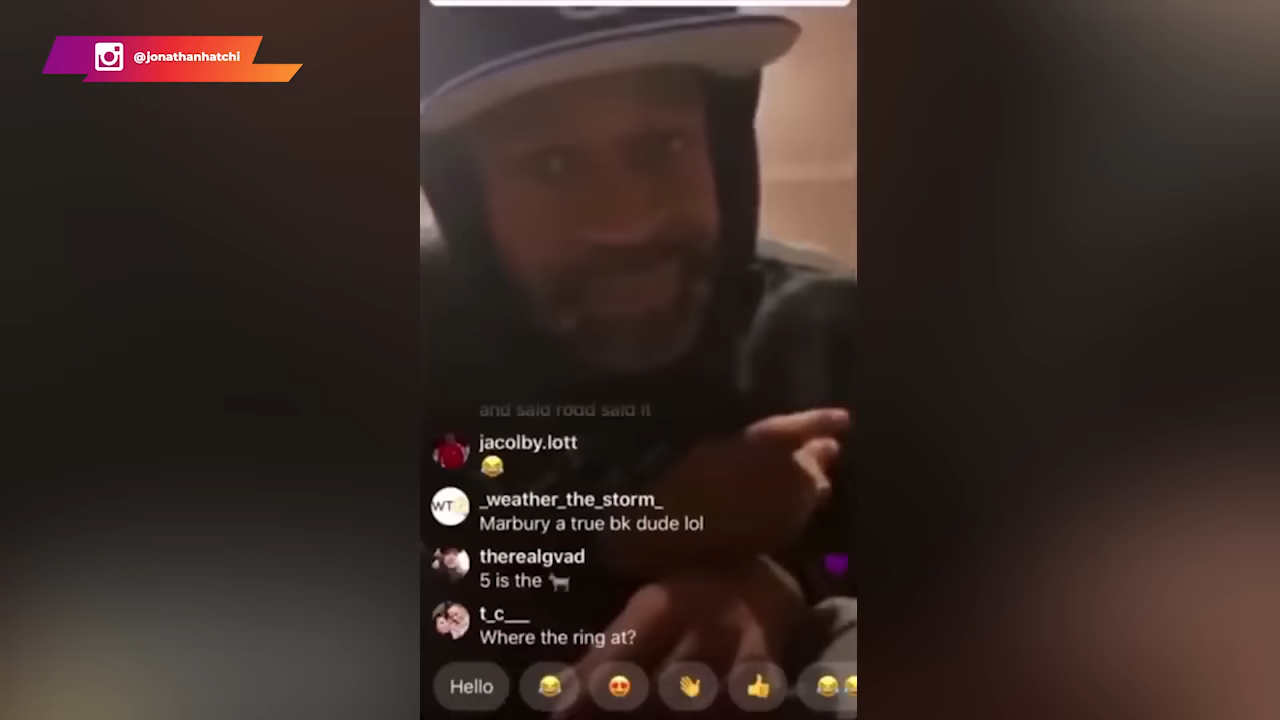 @jonathanhatchi
and said rodd said it
jacolby.lott
😂
_weather_the_storm_
Marbury a true bk dude lol
therealgvad
5 is the 🐐
t_c___
Where the ring at?
Hello 😂 😍 👋 👍 😂